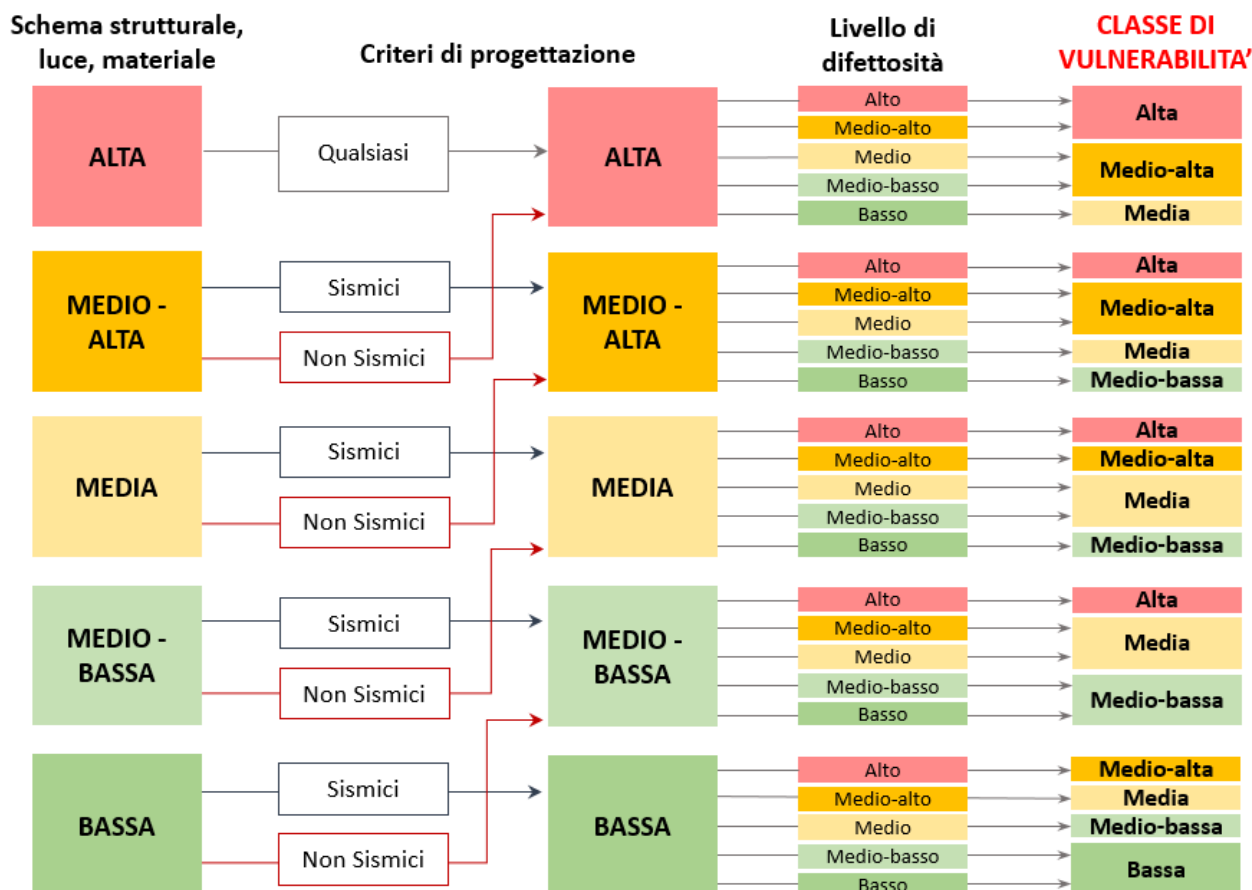 Schema strutturale,
luce, materiale
Criteri di progettazione
Livello di
difettosità
CLASSE DI
VULNERABILITA'
ALTA
Qualsiasi
ALTA
Alto
Medio-alto
Medio
Medio-basso
Basso
Alta
Medio-alta
Media
MEDIO -
ALTA
Sismici
Non Sismici
MEDIO -
ALTA
Alto
Medio-alto
Medio
Medio-basso
Basso
Alta
Medio-alta
Media
Medio-bassa
MEDIA
Sismici
Non Sismici
MEDIA
Alto
Medio-alto
Medio
Medio-basso
Basso
Alta
Medio-alta
Media
Medio-bassa
MEDIO -
BASSA
Sismici
Non Sismici
MEDIO -
BASSA
Alto
Medio-alto
Medio
Medio-basso
Basso
Alta
Media
Medio-bassa
BASSA
Sismici
Non Sismici
BASSA
Alto
Medio-alto
Medio
Medio-basso
Basso
Medio-alta
Media
Medio-bassa
Bassa